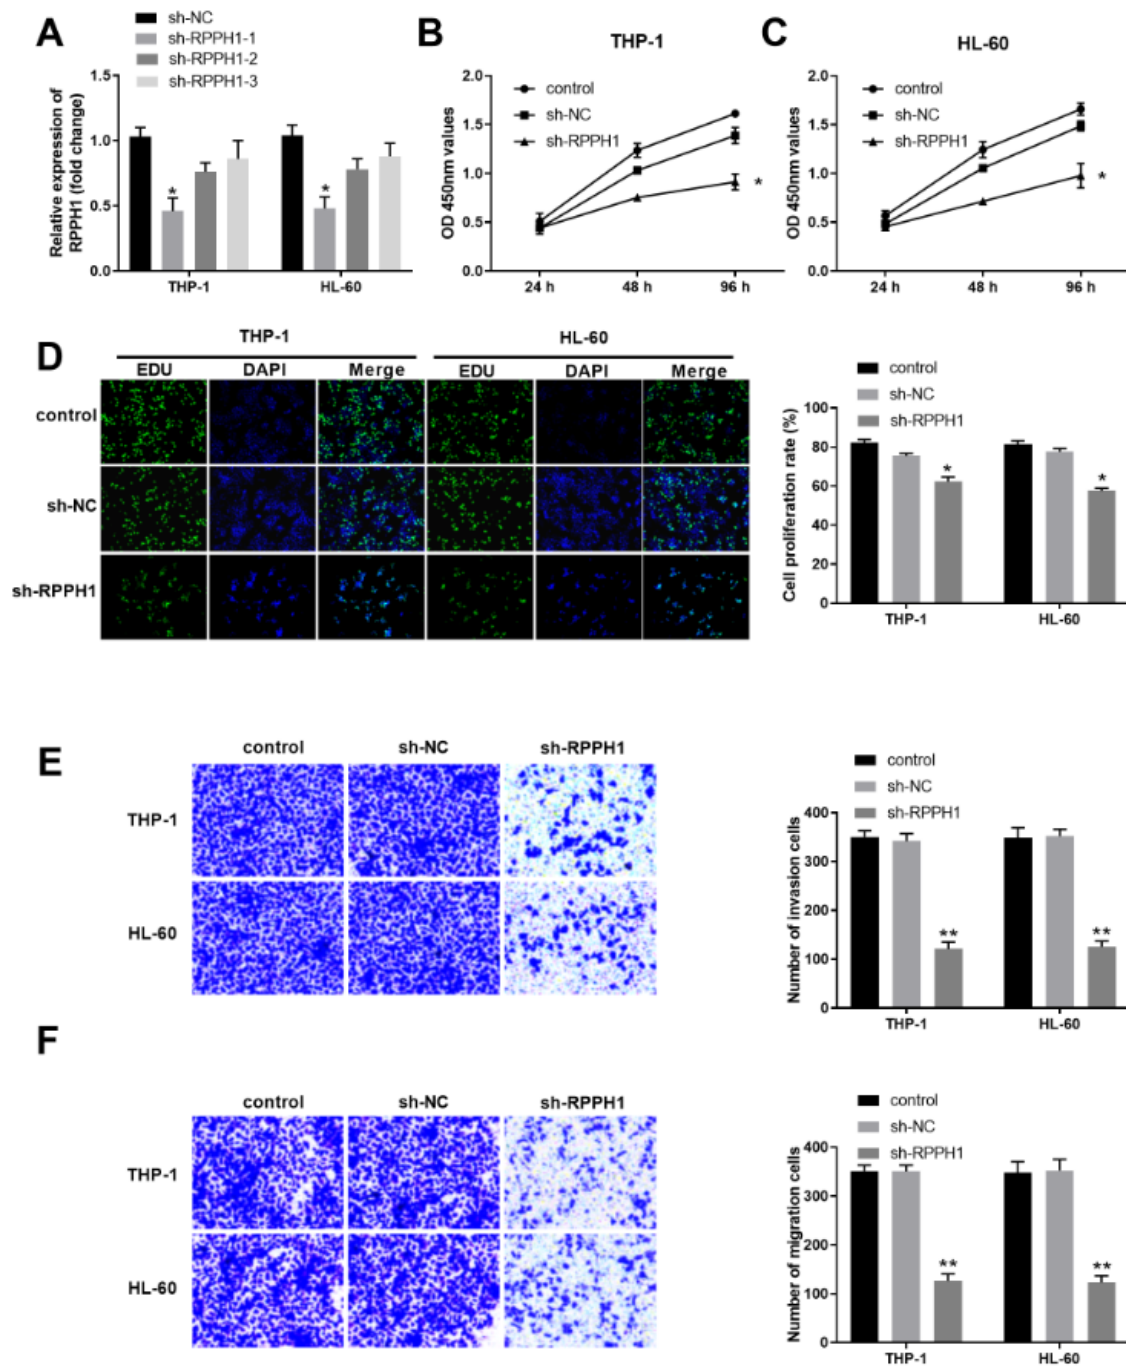 A
sh-NC
sh-RPPH1-1
sh-RPPH1-2
sh-RPPH1-3
Relative expression of
RPPH1 (fold change)
1.5
1.0
0.5
0.0
*
*
THP-1
HL-60
B
THP-1
OD 450nm values
2.0
1.5
1.0
0.5
0.0
control
sh-NC
sh-RPPH1
*
24 h
48 h
96 h
C
HL-60
OD 450nm values
2.0
1.5
1.0
0.5
0.0
control
sh-NC
sh-RPPH1
*
24 h
48 h
96 h
D
THP-1
HL-60
EDU
DAPI
Merge
EDU
DAPI
Merge
control
sh-NC
sh-RPPH1
control
sh-NC
sh-RPPH1
Cell proliferation rate (%)
100
80
60
40
20
0
*
*
THP-1
HL-60
E
control
sh-NC
sh-RPPH1
THP-1
HL-60
control
sh-NC
sh-RPPH1
Number of invasion cells
400
300
200
100
0
**
**
THP-1
HL-60
F
control
sh-NC
sh-RPPH1
THP-1
HL-60
control
sh-NC
sh-RPPH1
Number of migration cells
400
300
200
100
0
**
**
THP-1
HL-60